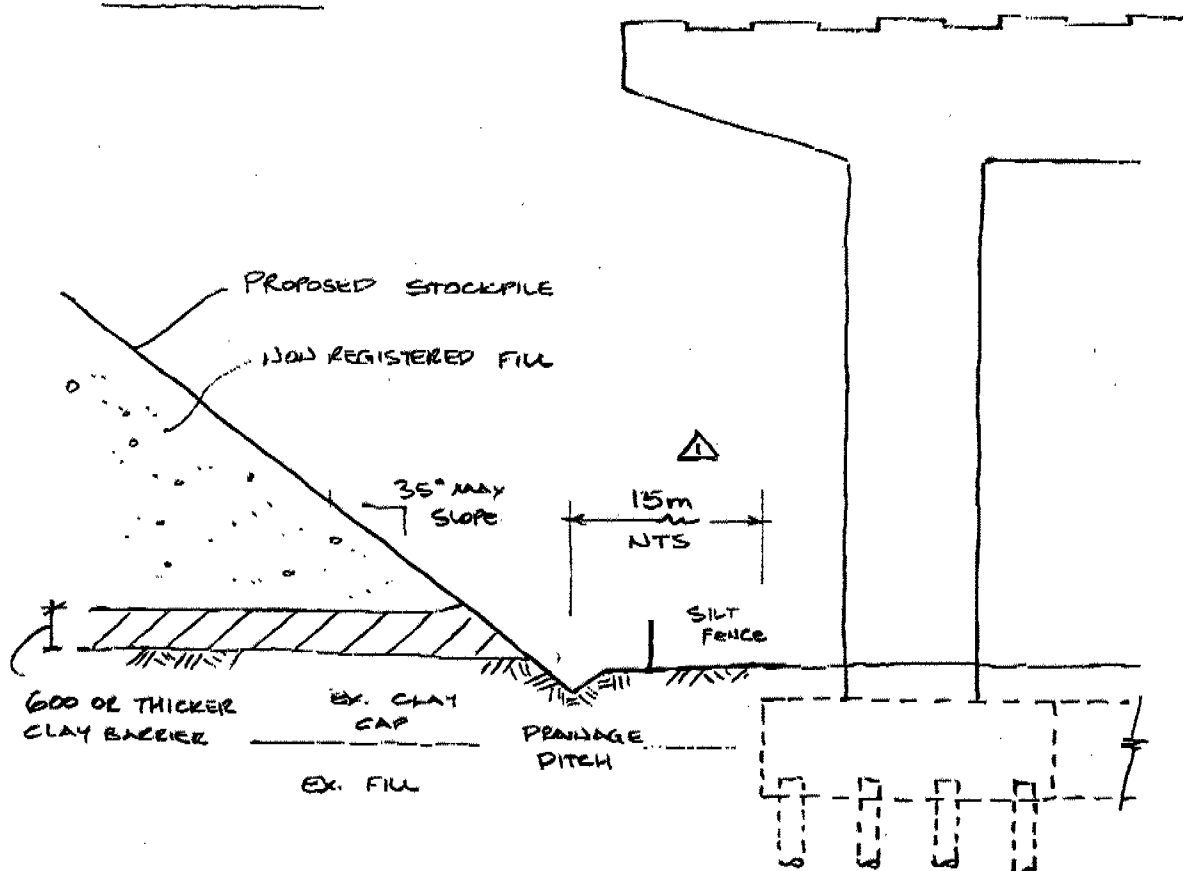 PROPOSED STOCKPILE
NON REGISTERED FILL
1
35° MAX
SLOPE
15m
NTS
SILT
FENCE
600 OR THICKER
CLAY BARRIER
EX. CLAY
CAP
DRAINAGE
DITCH
EX. FILL